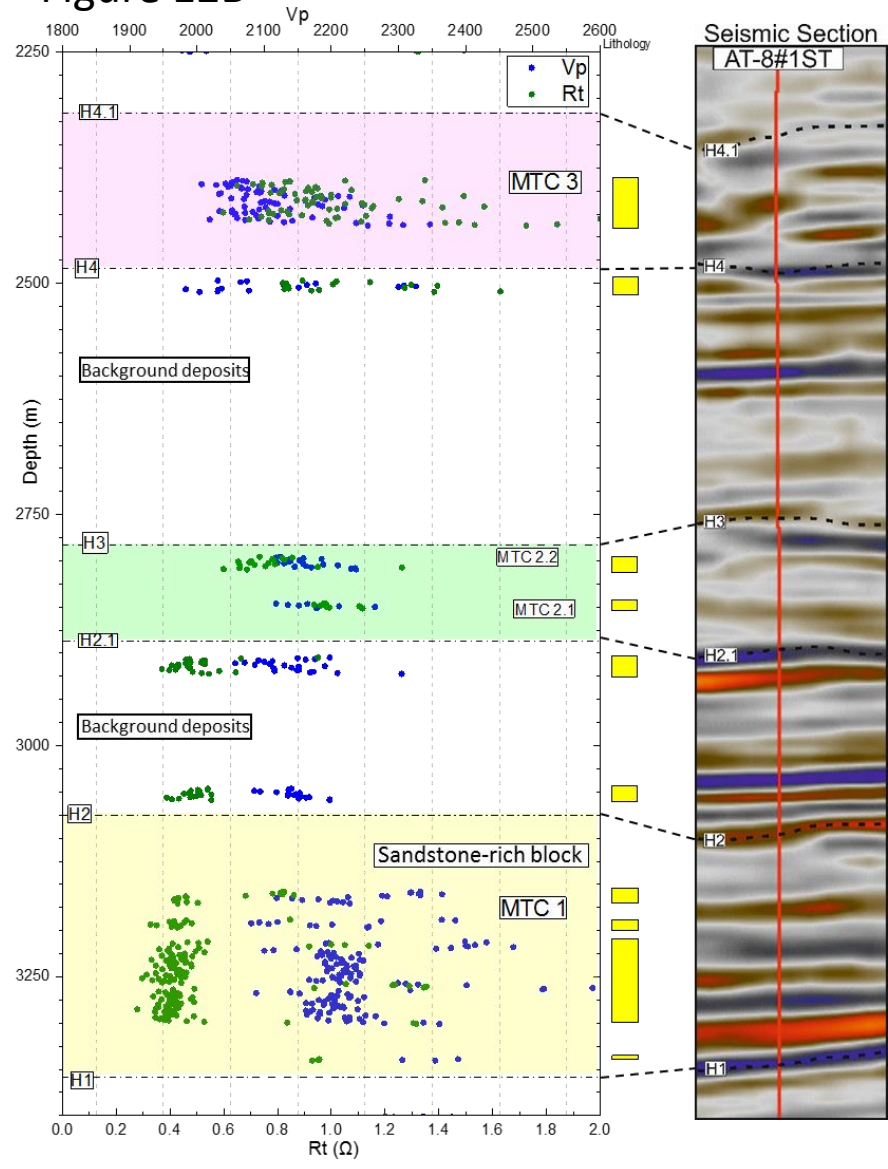 Vp
1800 1900 2000 2100 2200 2300 2400 2500 2600
Lithology
Seismic Section
AT-8#1ST
2250
Vp
Rt
H4.1
H4.1
MTC 3
H4
H4
2500
Background deposits
Depth (m)
2750
H3
H3
MTC 2.2
MTC 2.1
H2.1
H2.1
Background deposits
3000
H2
H2
Sandstone-rich block
MTC 1
3250
H1
H1
0.0 0.2 0.4 0.6 0.8 1.0 1.2 1.4 1.6 1.8 2.0
Rt (Ω)